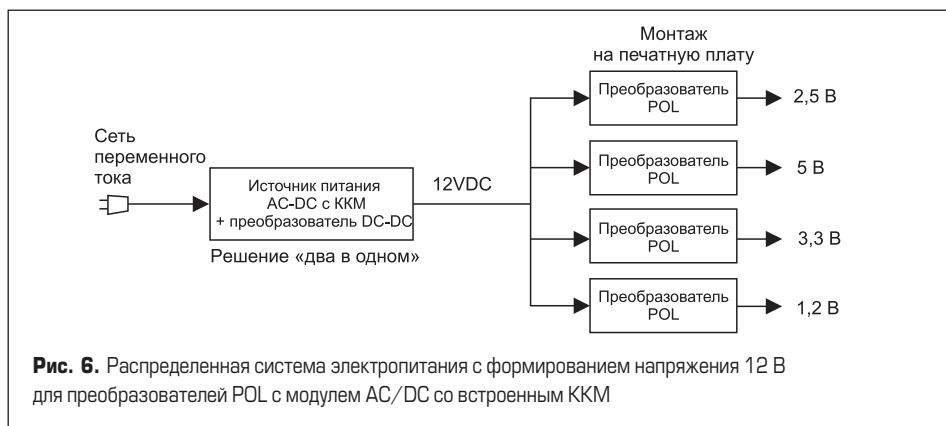 Монтаж
на печатную плату
Преобразователь
POL
2,5 В
Сеть
переменного
тока
Источник питания
AC-DC с ККМ
+ преобразователь DC-DC
Решение «два в одном»
12VDC
Преобразователь
POL
5 В
Преобразователь
POL
3,3 В
Преобразователь
POL
1,2 В
Рис. 6. Распределенная система электропитания с формированием напряжения 12 В
для преобразователей POL с модулем AC/DC со встроенным ККМ